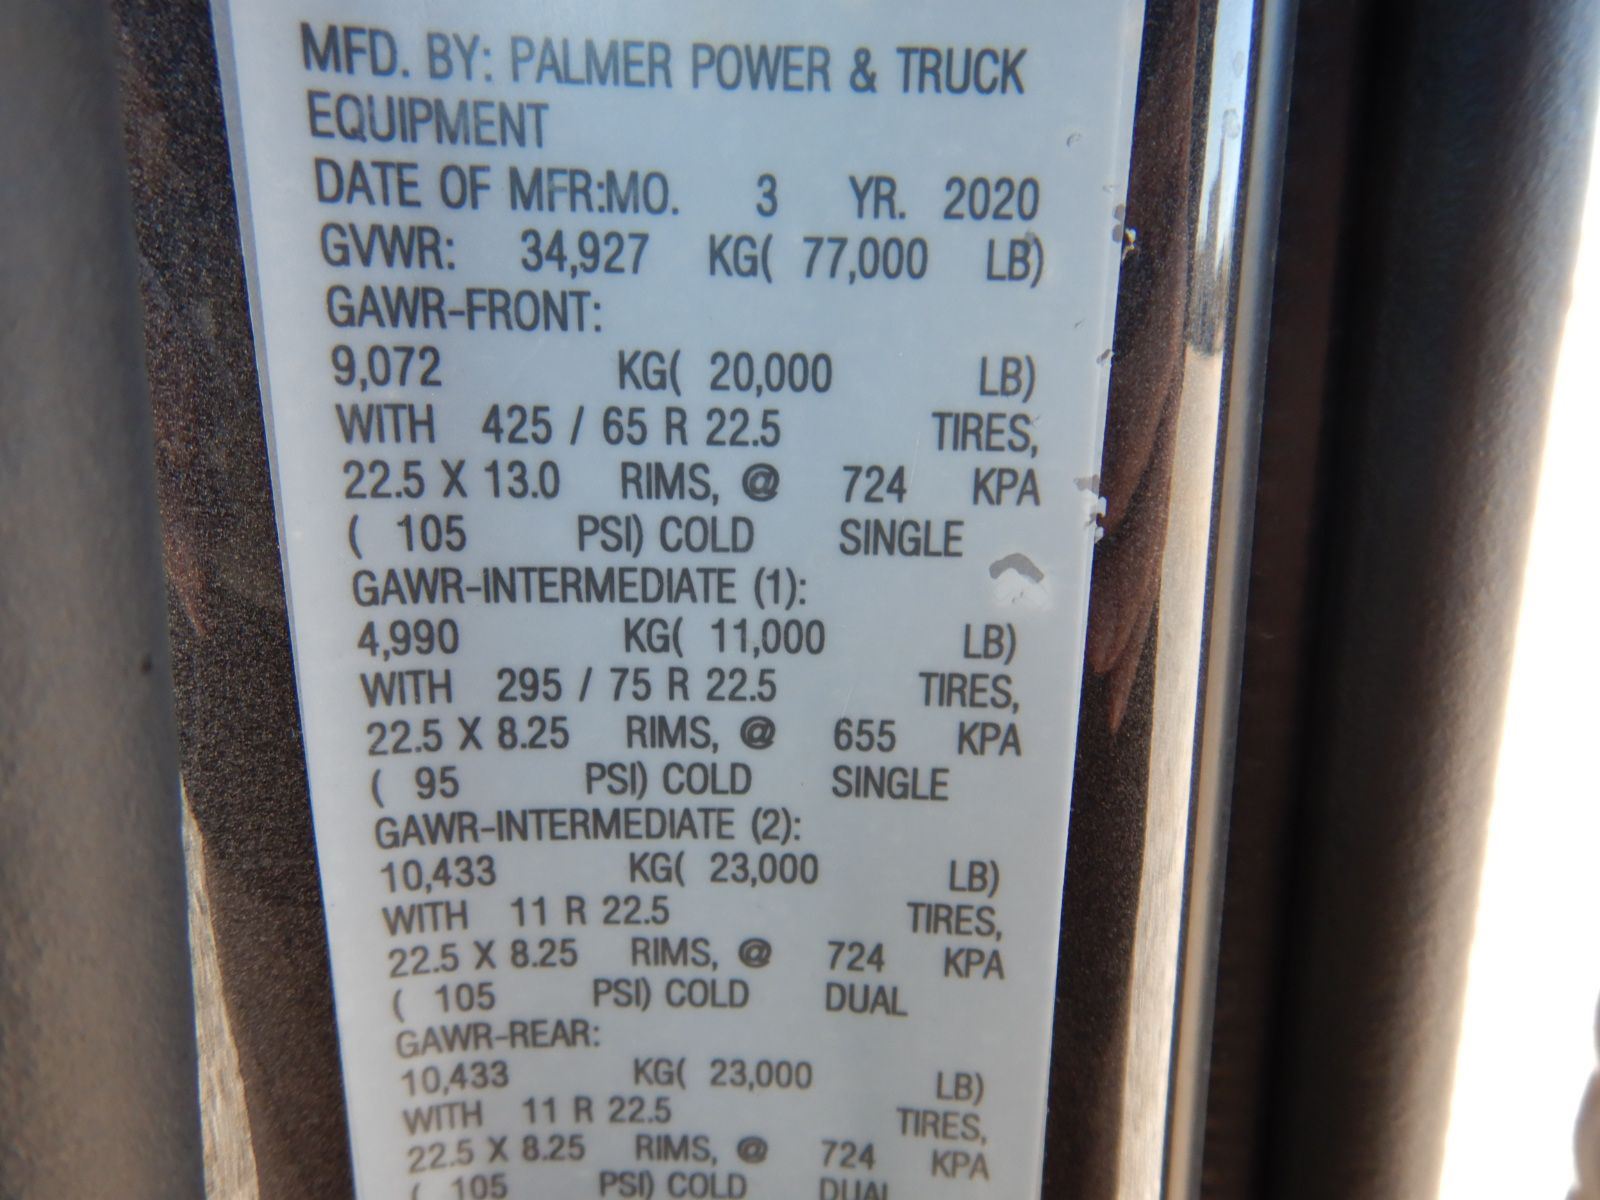 MFD. BY: PALMER POWER & TRUCK
EQUIPMENT
DATE OF MFR:MO. 3 YR. 2020
GVWR: 34,927 KG( 77,000 LB)
GAWR-FRONT:
9,072 KG( 20,000 LB)
WITH 425 / 65 R 22.5 TIRES,
22.5 X 13.0 RIMS, @ 724 KPA
( 105 PSI) COLD SINGLE
GAWR-INTERMEDIATE (1):
4,990 KG( 11,000 LB)
WITH 295 / 75 R 22.5 TIRES,
22.5 X 8.25 RIMS, @ 655 KPA
( 95 PSI) COLD SINGLE
GAWR-INTERMEDIATE (2):
10,433 KG( 23,000 LB)
WITH 11 R 22.5 TIRES,
22.5 X 8.25 RIMS, @ 724 KPA
( 105 PSI) COLD DUAL
GAWR-REAR:
10,433 KG( 23,000 LB)
WITH 11 R 22.5 TIRES,
22.5 X 8.25 RIMS, @ 724 KPA
( 105 PSI) COLD DUAL